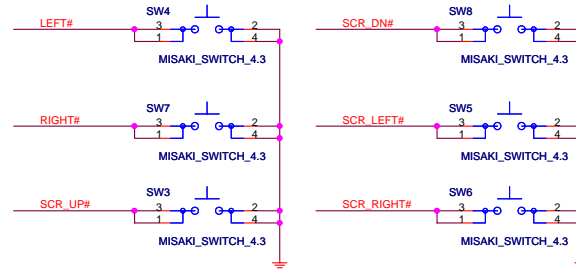 SW4
LEFT# 3 2
1 4
MISAKI_SWITCH_4.3
SW8
SCR_DN# 3 2
1 4
MISAKI_SWITCH_4.3
SW7
RIGHT# 3 2
1 4
MISAKI_SWITCH_4.3
SW5
SCR_LEFT# 3 2
1 4
MISAKI_SWITCH_4.3
SW3
SCR_UP# 3 2
1 4
MISAKI_SWITCH_4.3
SW6
SCR_RIGHT# 3 2
1 4
MISAKI_SWITCH_4.3